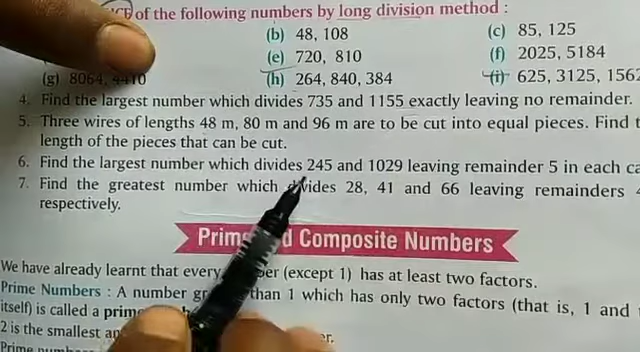 of the following numbers by long division method :
(b) 48, 108
(c) 85, 125
(e) 720, 810
(f) 2025, 5184
(g) 8064, 4410
(h) 264, 840, 384
(i) 625, 3125, 1562
4. Find the largest number which divides 735 and 1155 exactly leaving no remainder.
5. Three wires of lengths 48 m, 80 m and 96 m are to be cut into equal pieces. Find
length of the pieces that can be cut.
6. Find the largest number which divides 245 and 1029 leaving remainder 5 in each
7. Find the greatest number which divides 28, 41 and 66 leaving remainders
respectively.
Composite Numbers
We have already learnt that every (except 1) has at least two factors.
Prime Numbers : A number than 1 which has only two factors (that is, 1 and
itself) is called a
2 is the smallest
Prime